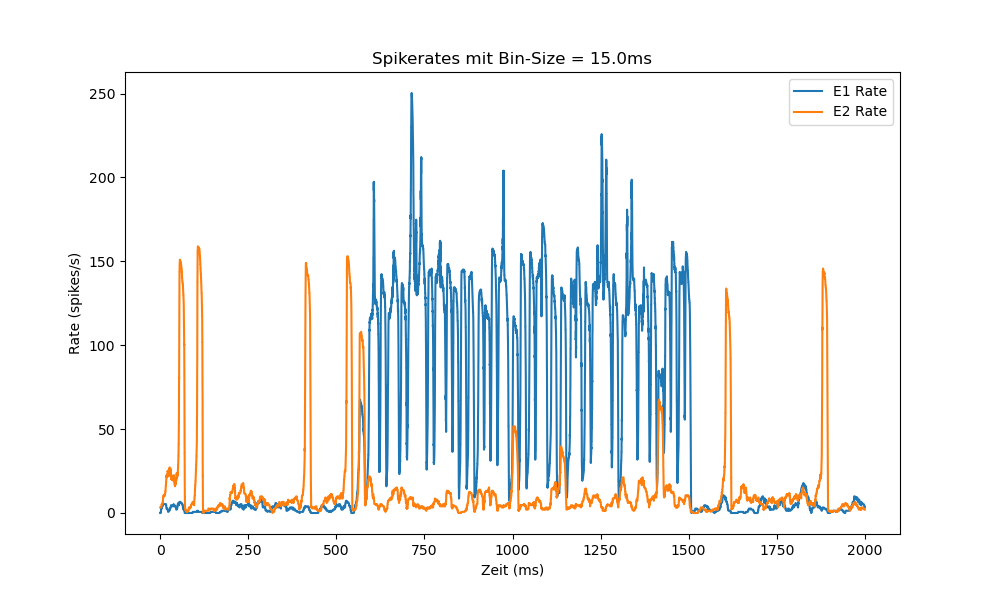 Spikerates mit Bin-Size = 15.0ms
250
200
150
100
50
0
Rate (spikes/s)
E1 Rate
E2 Rate
0 250 500 750 1000 1250 1500 1750 2000
Zeit (ms)